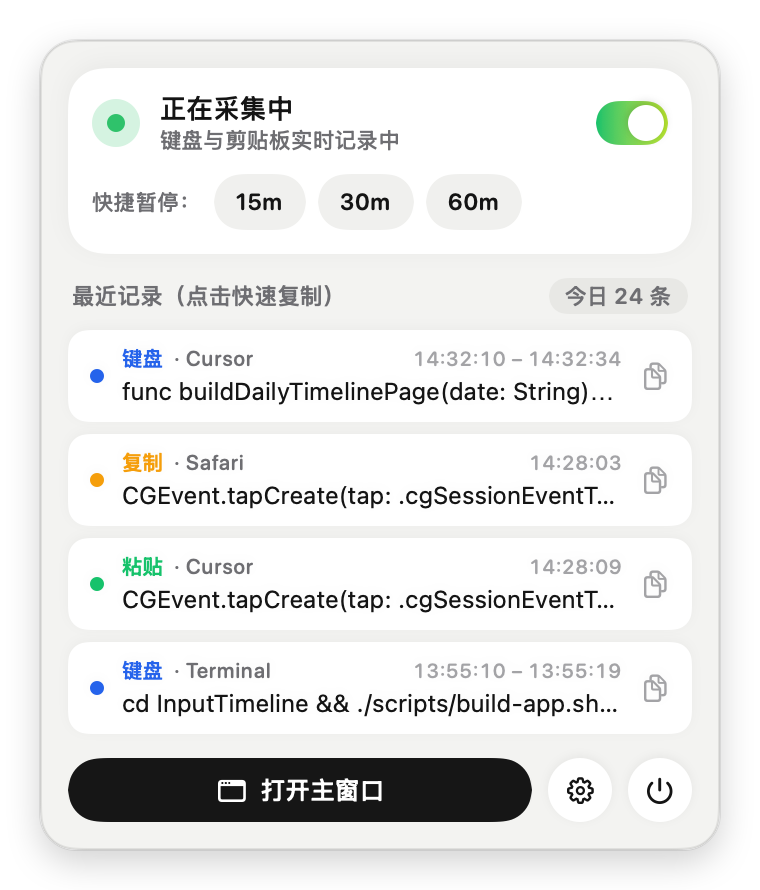 正在采集中
键盘与剪贴板实时记录中
快捷暂停： 15m 30m 60m
最近记录（点击快速复制） 今日 24 条
键盘 · Cursor 14:32:10 – 14:32:34
func buildDailyTimelinePage(date: String)...
复制 · Safari 14:28:03
CGEvent.tapCreate(tap: .cgSessionEventT...
粘贴 · Cursor 14:28:09
CGEvent.tapCreate(tap: .cgSessionEventT...
键盘 · Terminal 13:55:10 – 13:55:19
cd InputTimeline && ./scripts/build-app.sh...
打开主窗口